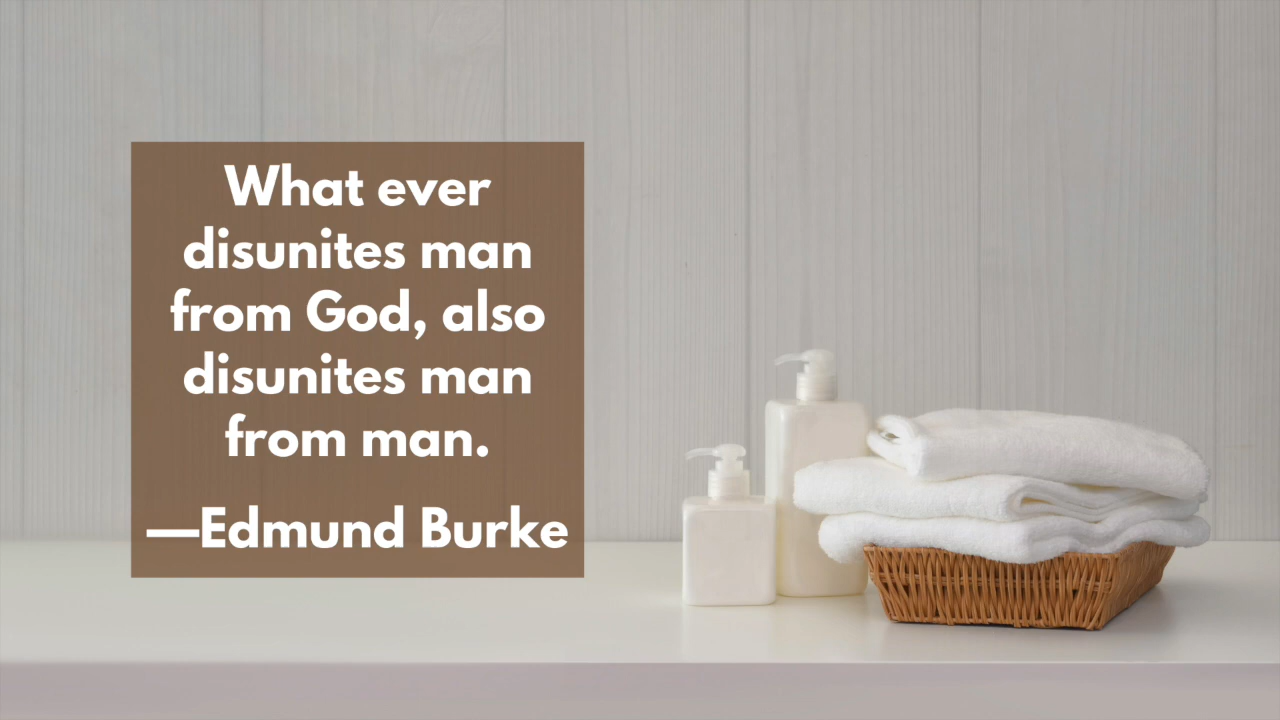 What ever
disunites man
from God, also
disunites man
from man.
—Edmund Burke